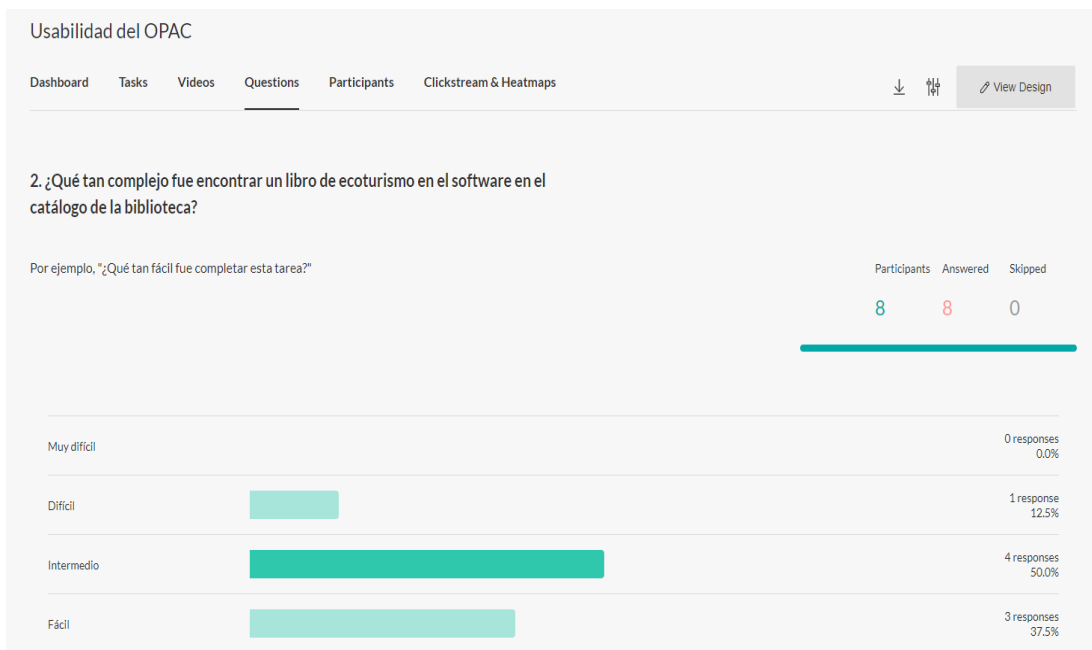 Usabilidad del OPAC
Dashboard Tasks Videos Questions Participants Clickstream & Heatmaps
View Design
2. ¿Qué tan complejo fue encontrar un libro de ecoturismo en el software en el
catálogo de la biblioteca?
Por ejemplo, "¿Qué tan fácil fue completar esta tarea?"
Participants Answered Skipped
8 8 0
Muy difícil
0 responses
0.0%
Difícil
1 response
12.5%
Intermedio
4 responses
50.0%
Fácil
3 responses
37.5%